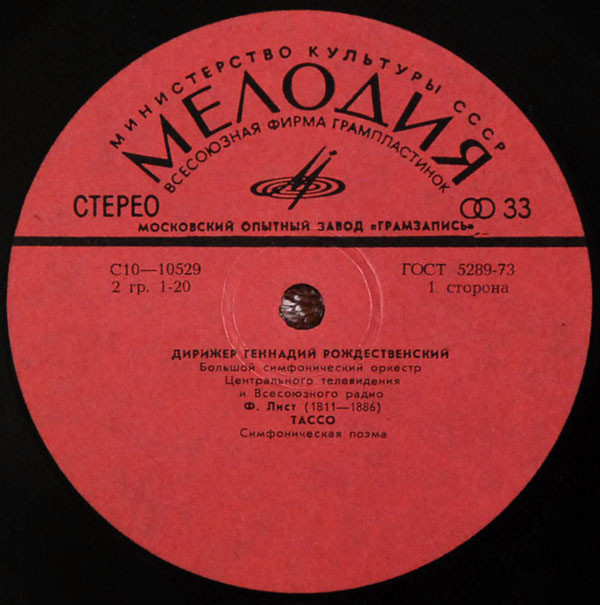 МИНИСТЕРСТВО КУЛЬТУРЫ СССР
МЕЛОДИЯ
ВСЕСОЮЗНАЯ ФИРМА ГРАМПЛАСТИНОК
СТЕРЕО
33
МОСКОВСКИЙ ОПЫТНЫЙ ЗАВОД «ГРАМЗАПИСЬ»
С10—10529
ГОСТ 5289-73
2 гр. 1-20
1 сторона
ДИРИЖЕР ГЕННАДИЙ РОЖДЕСТВЕНСКИЙ
Большой симфонический оркестр
Центрального телевидения
и Всесоюзного радио
Ф. Лист (1811—1886)
ТАССО
Симфоническая поэма